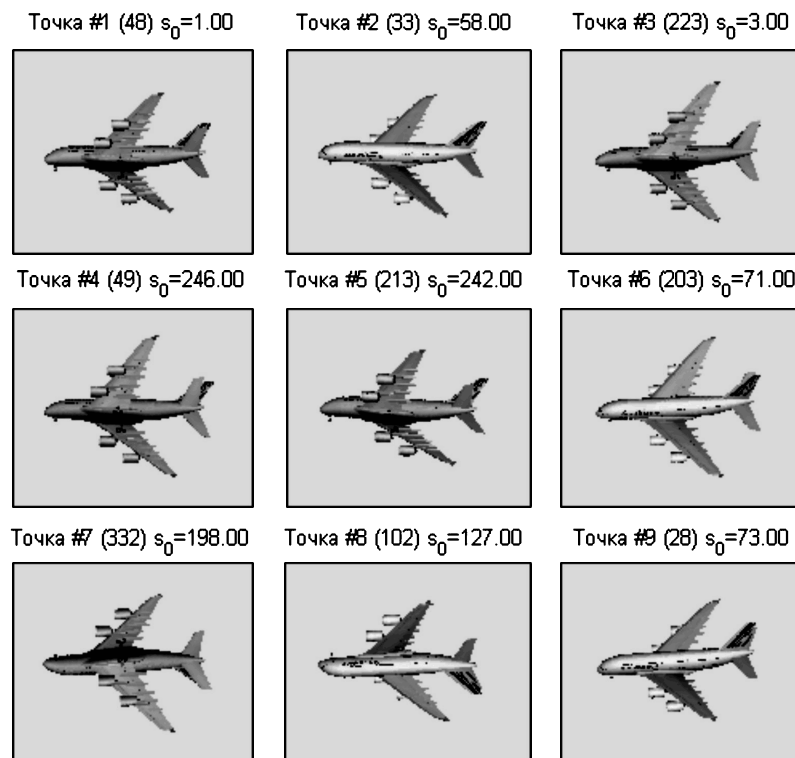 Точка #1 (48) s₀=1.00
Точка #2 (33) s₀=58.00
Точка #3 (223) s₀=3.00
Точка #4 (49) s₀=246.00
Точка #5 (213) s₀=242.00
Точка #6 (203) s₀=71.00
Точка #7 (332) s₀=198.00
Точка #8 (102) s₀=127.00
Точка #9 (28) s₀=73.00